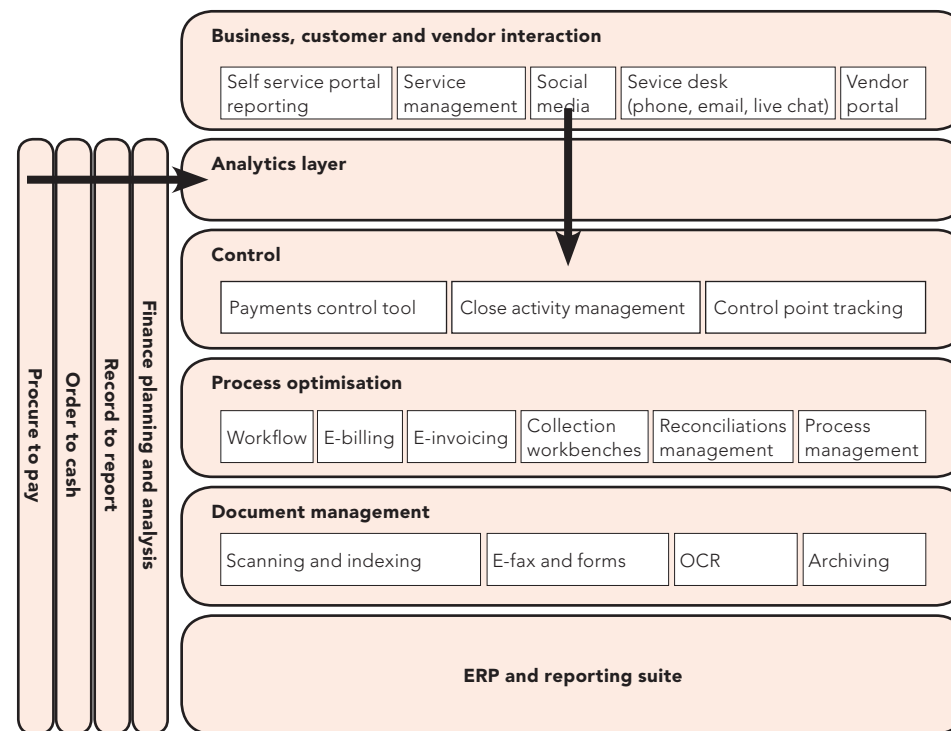 Business, customer and vendor interaction
Self service portal
reporting
Service
management
Social
media
Sevice desk
(phone, email, live chat)
Vendor
portal
Analytics layer
Control
Payments control tool
Close activity management
Control point tracking
Process optimisation
Workflow
E-billing
E-invoicing
Collection
workbenches
Reconciliations
management
Process
management
Document management
Scanning and indexing
E-fax and forms
OCR
Archiving
ERP and reporting suite
Procure to pay
Order to cash
Record to report
Finance planning and analysis